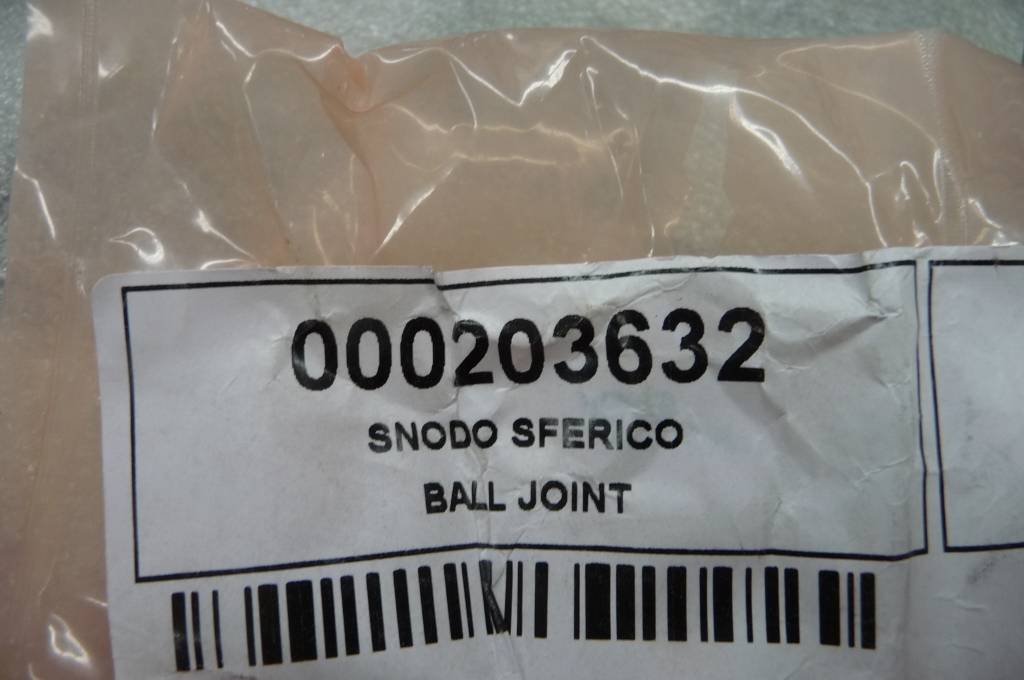 000203632
SNODO SFERICO
BALL JOINT